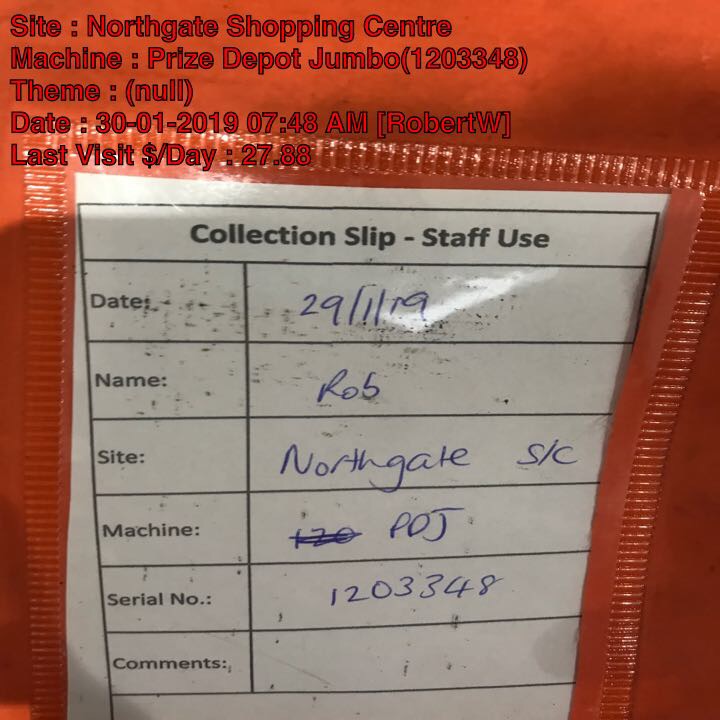 Site : Northgate Shopping Centre
Machine : Prize Depot Jumbo(1203348)
Theme : (null)
Date : 30-01-2019 07:48 AM [RobertW]
Last Visit $/Day : 27.88
Collection Slip - Staff Use
Date: 29/1/19
Name: Rob
Site: Northgate S/C
Machine: PDJ
Serial No.: 1203348
Comments: